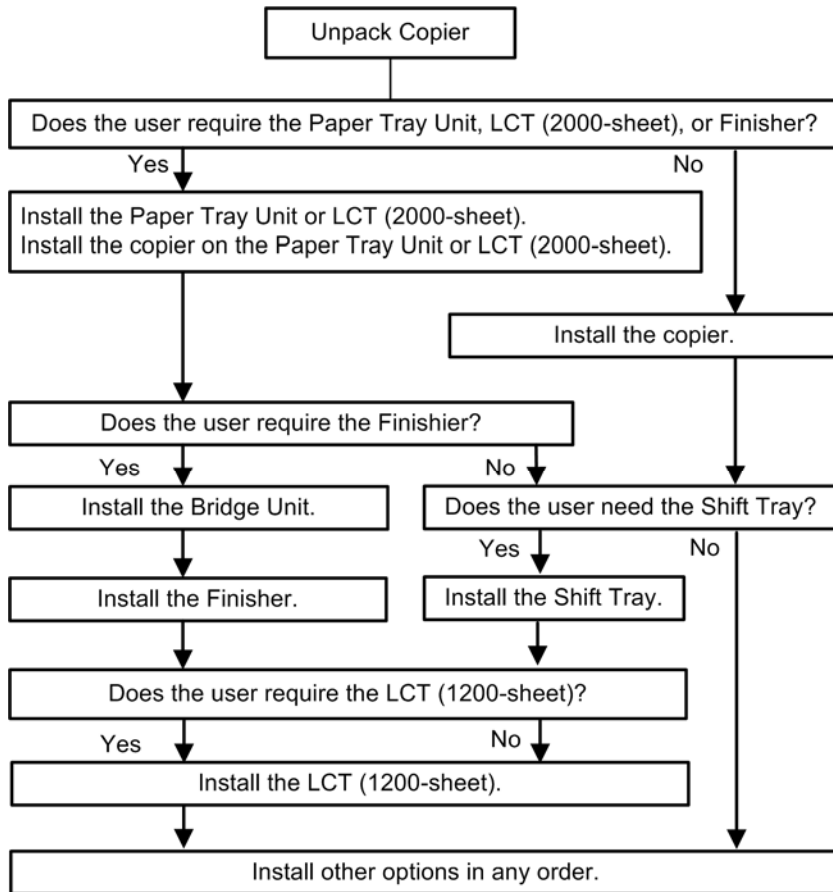 Unpack Copier
Does the user require the Paper Tray Unit, LCT (2000-sheet), or Finisher?
Yes
No
Install the Paper Tray Unit or LCT (2000-sheet).
Install the copier on the Paper Tray Unit or LCT (2000-sheet).
Install the copier.
Does the user require the Finishier?
Yes
No
Install the Bridge Unit.
Does the user need the Shift Tray?
Yes
No
Install the Finisher.
Install the Shift Tray.
Does the user require the LCT (1200-sheet)?
Yes
No
Install the LCT (1200-sheet).
Install other options in any order.